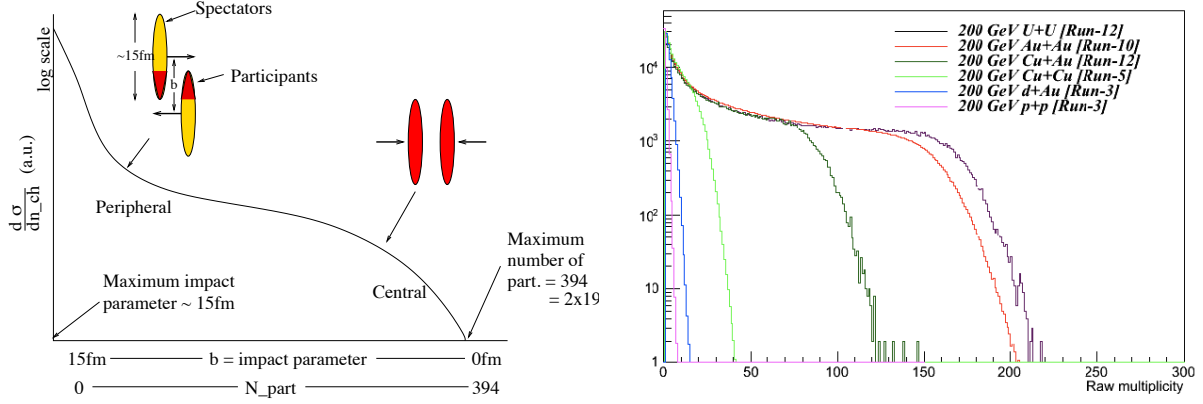 Spectators
log scale
~15fm
b
Participants
dσ
dn_ch
(a.u.)
Peripheral
Maximum impact
parameter ~ 15fm
Central
Maximum
number of
part. = 394
= 2x19
15fm
b = impact parameter
0fm
0
N_part
394
200 GeV U+U [Run-12]
200 GeV Au+Au [Run-10]
200 GeV Cu+Au [Run-12]
200 GeV Cu+Cu [Run-5]
200 GeV d+Au [Run-3]
200 GeV p+p [Run-3]
10⁴
10³
10²
10
1
0
50
100
150
200
250
300
Raw multiplicity